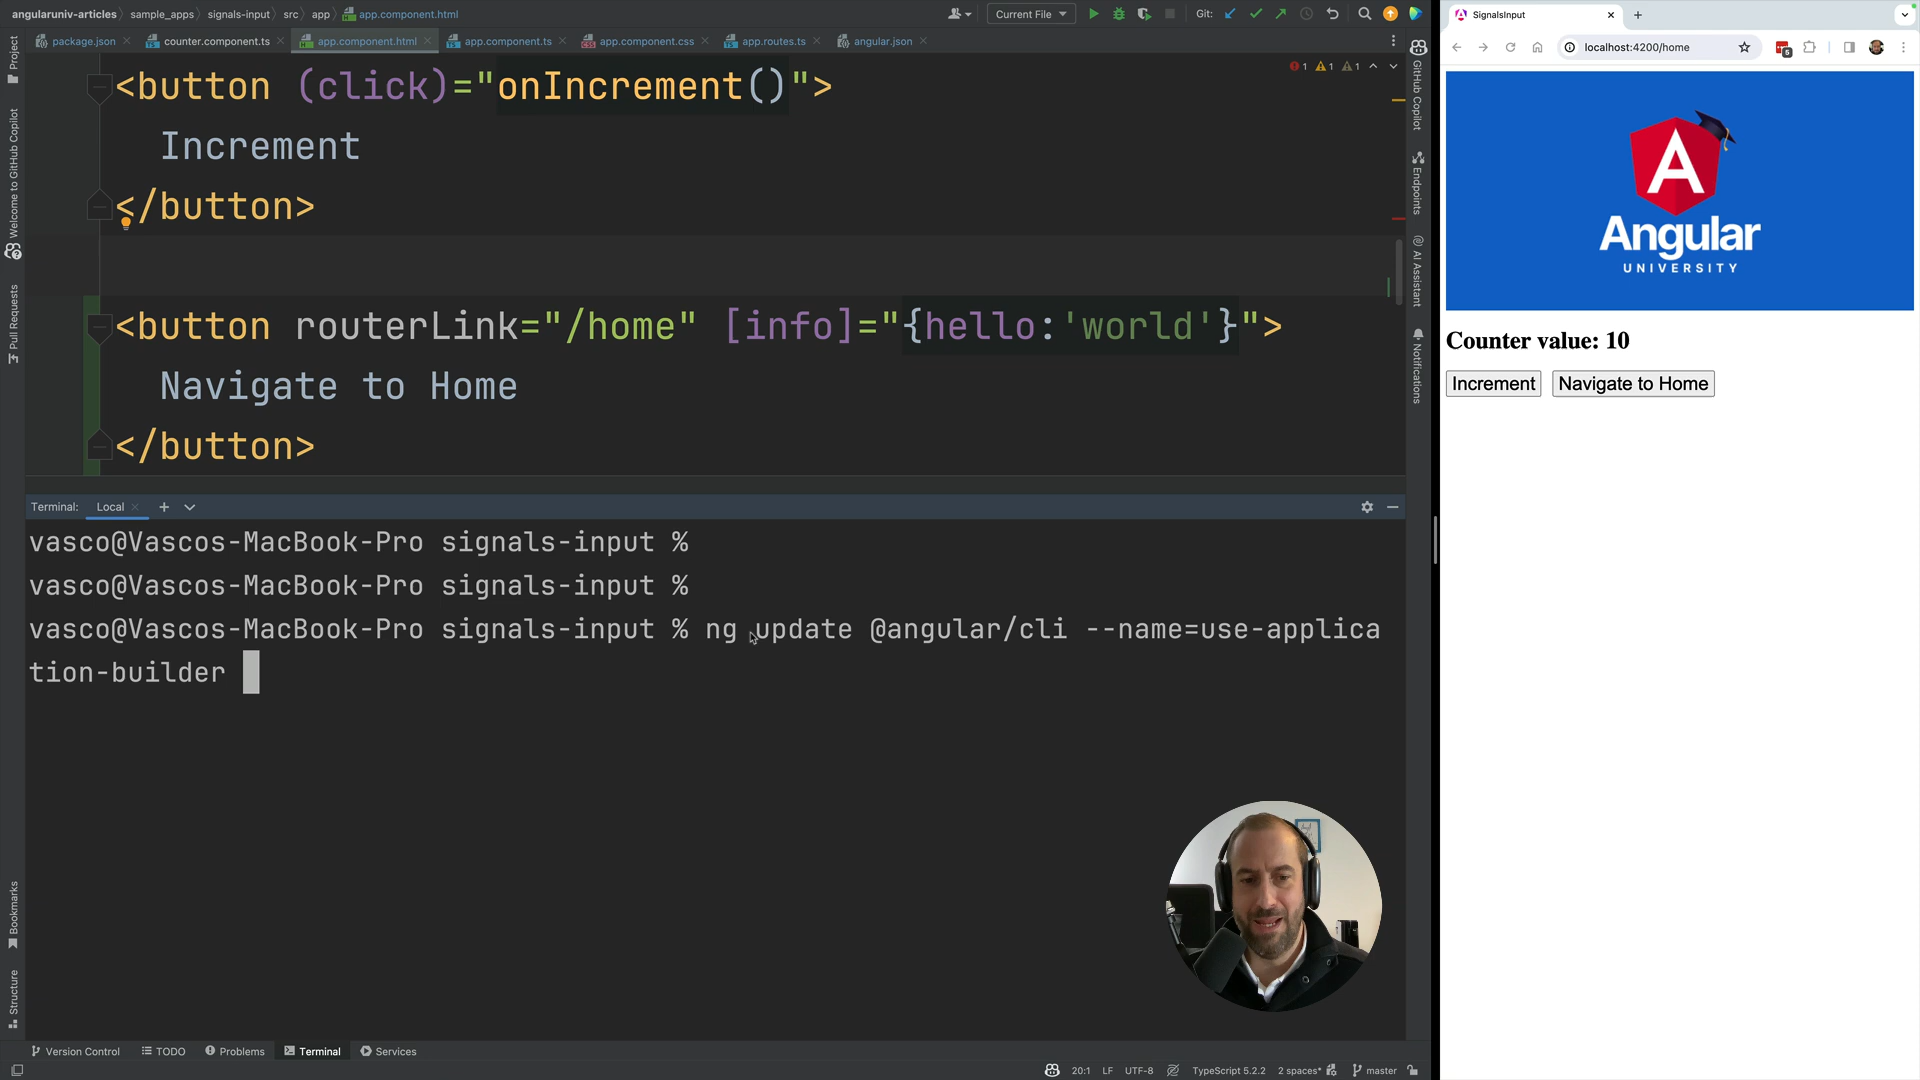 angularuniv-articles sample_apps signals-input src app app.component.html
Current File
Git:
package.json counter.component.ts app.component.html app.component.ts app.component.css app.routes.ts angular.json
<button (click)="onIncrement()">
Increment
</button>
<button routerLink="/home" [info]="{hello:'world'}">
Navigate to Home
</button>
1 1 1
Project
Welcome to GitHub Copilot
Pull Requests
Bookmarks
Structure
GitHub Copilot
Endpoints
AI Assistant
Notifications
Terminal: Local
vasco@Vascos-MacBook-Pro signals-input %
vasco@Vascos-MacBook-Pro signals-input %
vasco@Vascos-MacBook-Pro signals-input % ng update @angular/cli --name=use-applica
tion-builder
Version Control TODO Problems Terminal Services
20:1 LF UTF-8 TypeScript 5.2.2 2 spaces* master
SignalsInput
localhost:4200/home
A
Angular
UNIVERSITY
Counter value: 10
Increment Navigate to Home